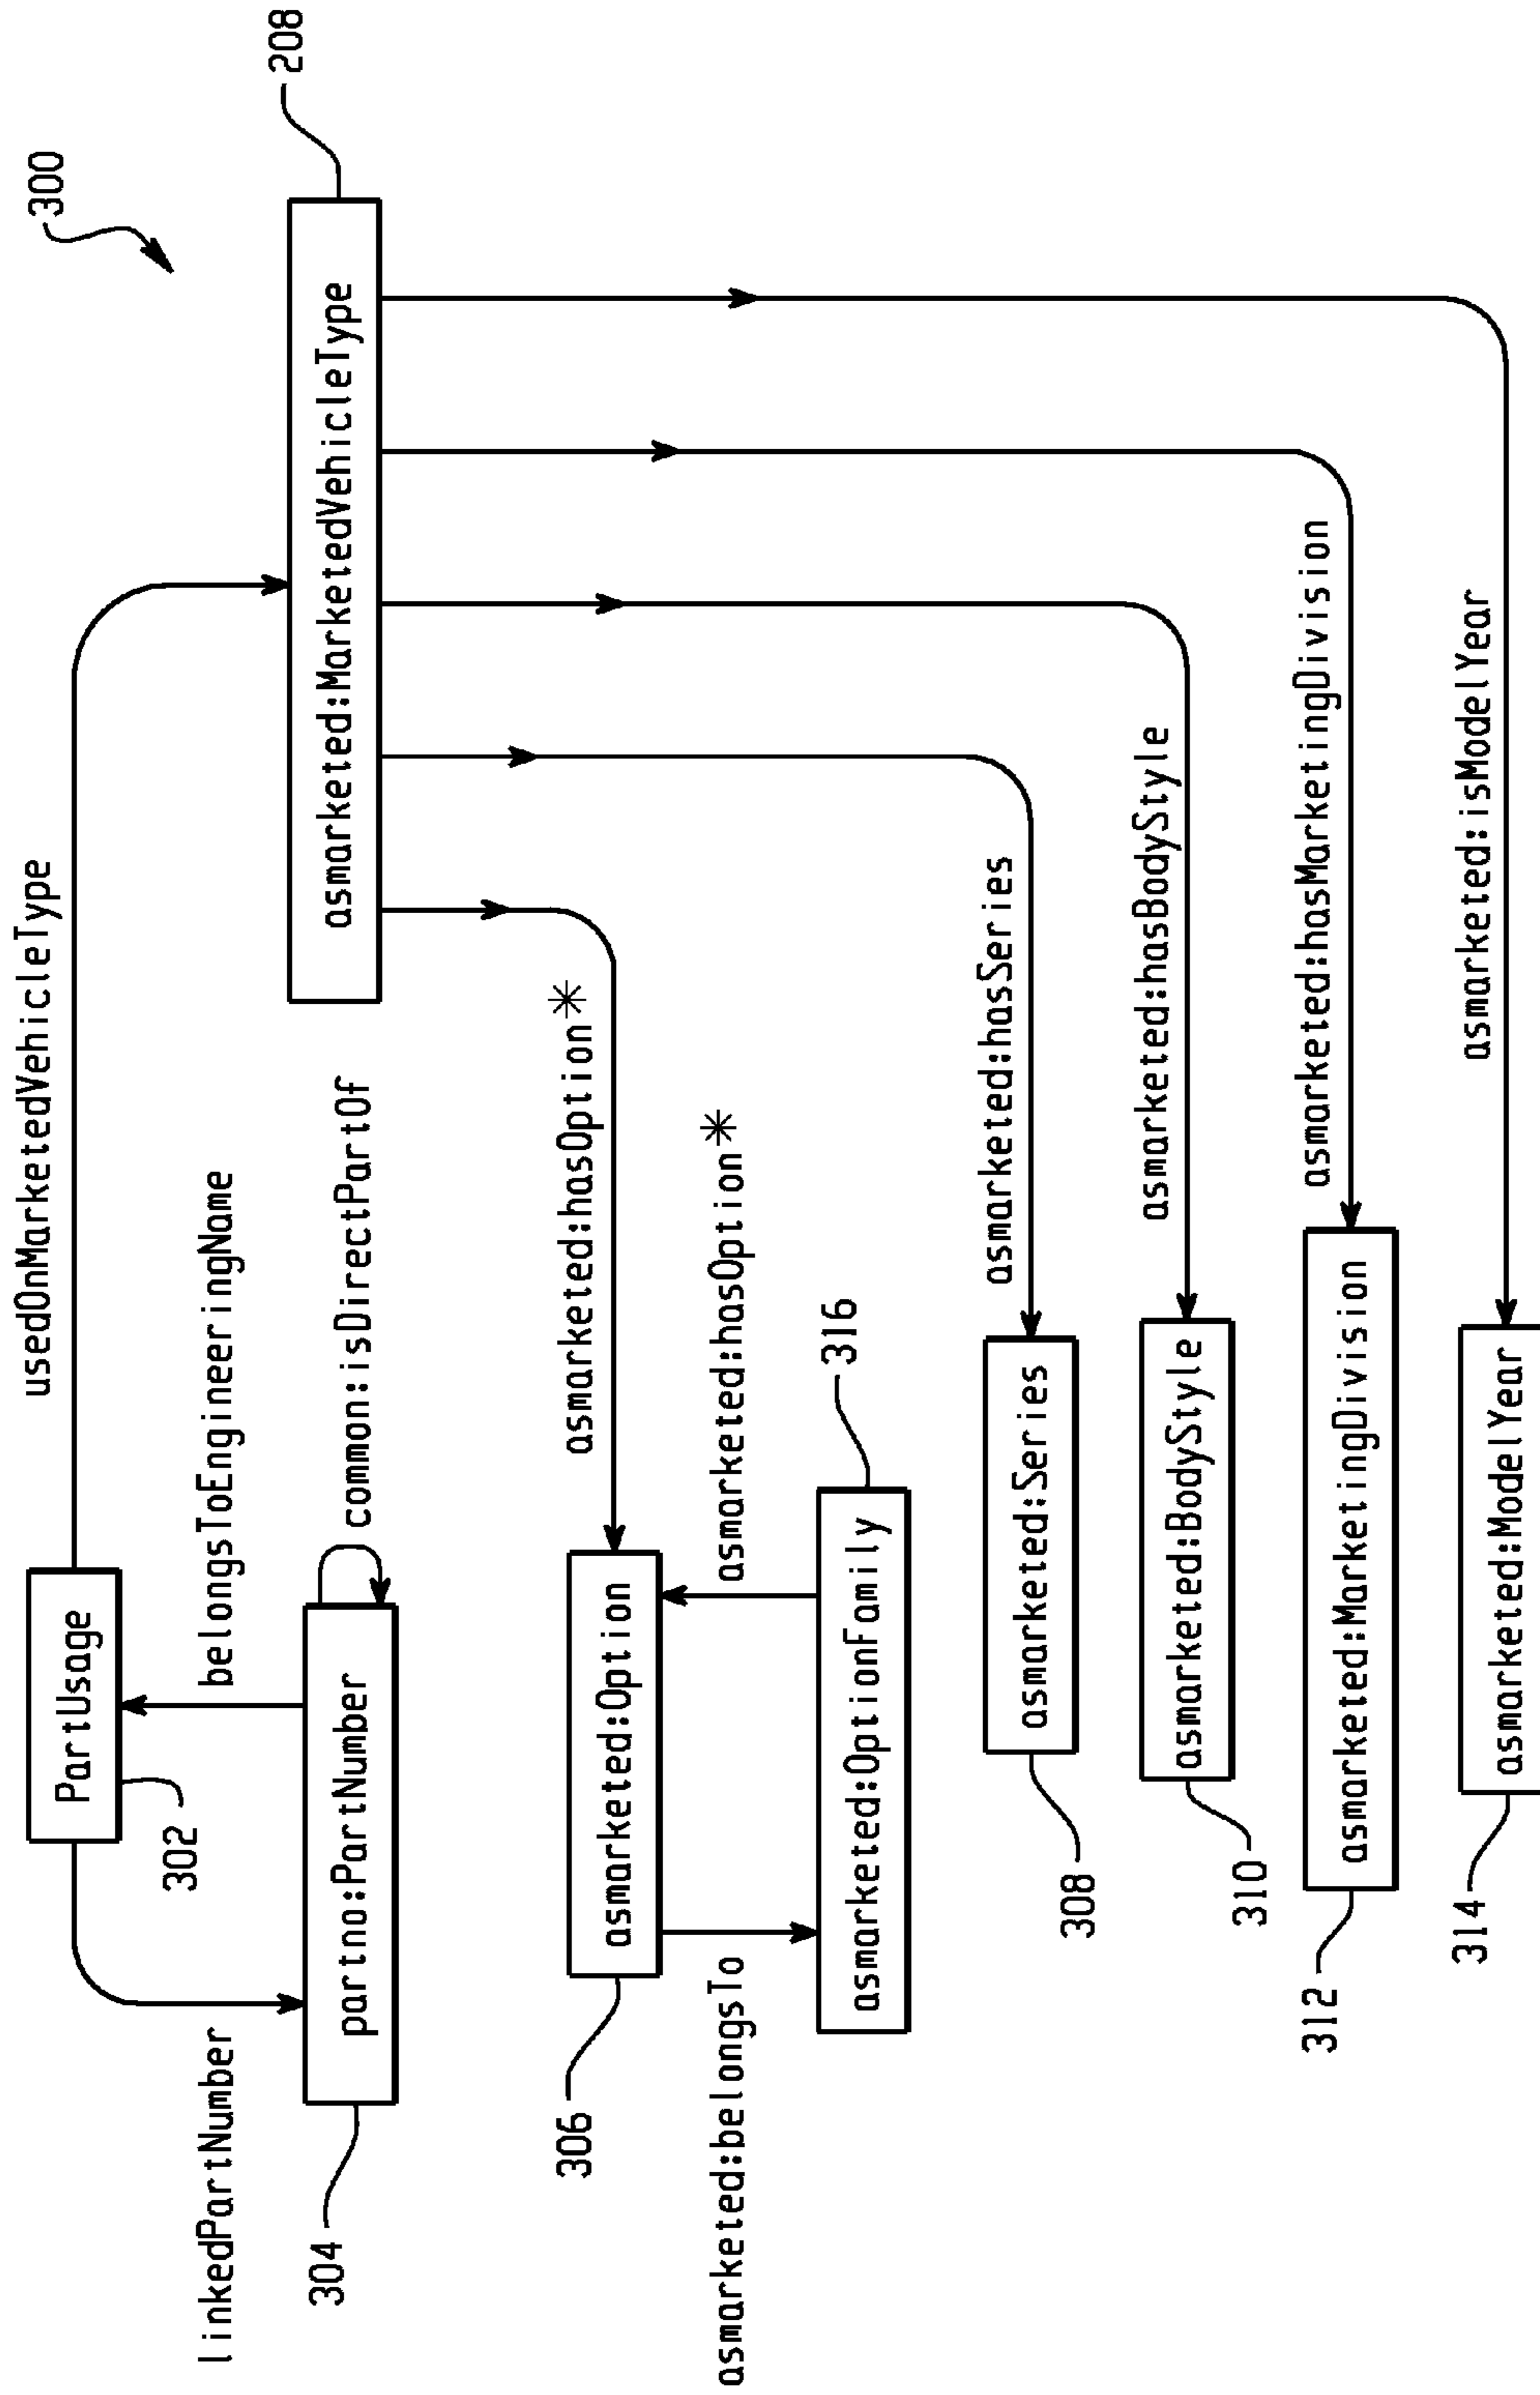 300
usedOnMarketedVehicleType
PartUsage
302
linkedPartNumber
belongsToEngineeringName
208
asmarketed:MarketedVehicleType
partno:PartNumber
304
common:isDirectPartOf
asmarketed:hasOption*
asmarketed:Option
306
asmarketed:belongsTo
asmarketed:hasOption*
asmarketed:OptionFamily
316
asmarketed:hasSeries
asmarketed:Series
308
asmarketed:hasBodyStyle
asmarketed:BodyStyle
310
asmarketed:hasMarketingDivision
asmarketed:MarketingDivision
312
asmarketed:isModelYear
asmarketed:ModelYear
314